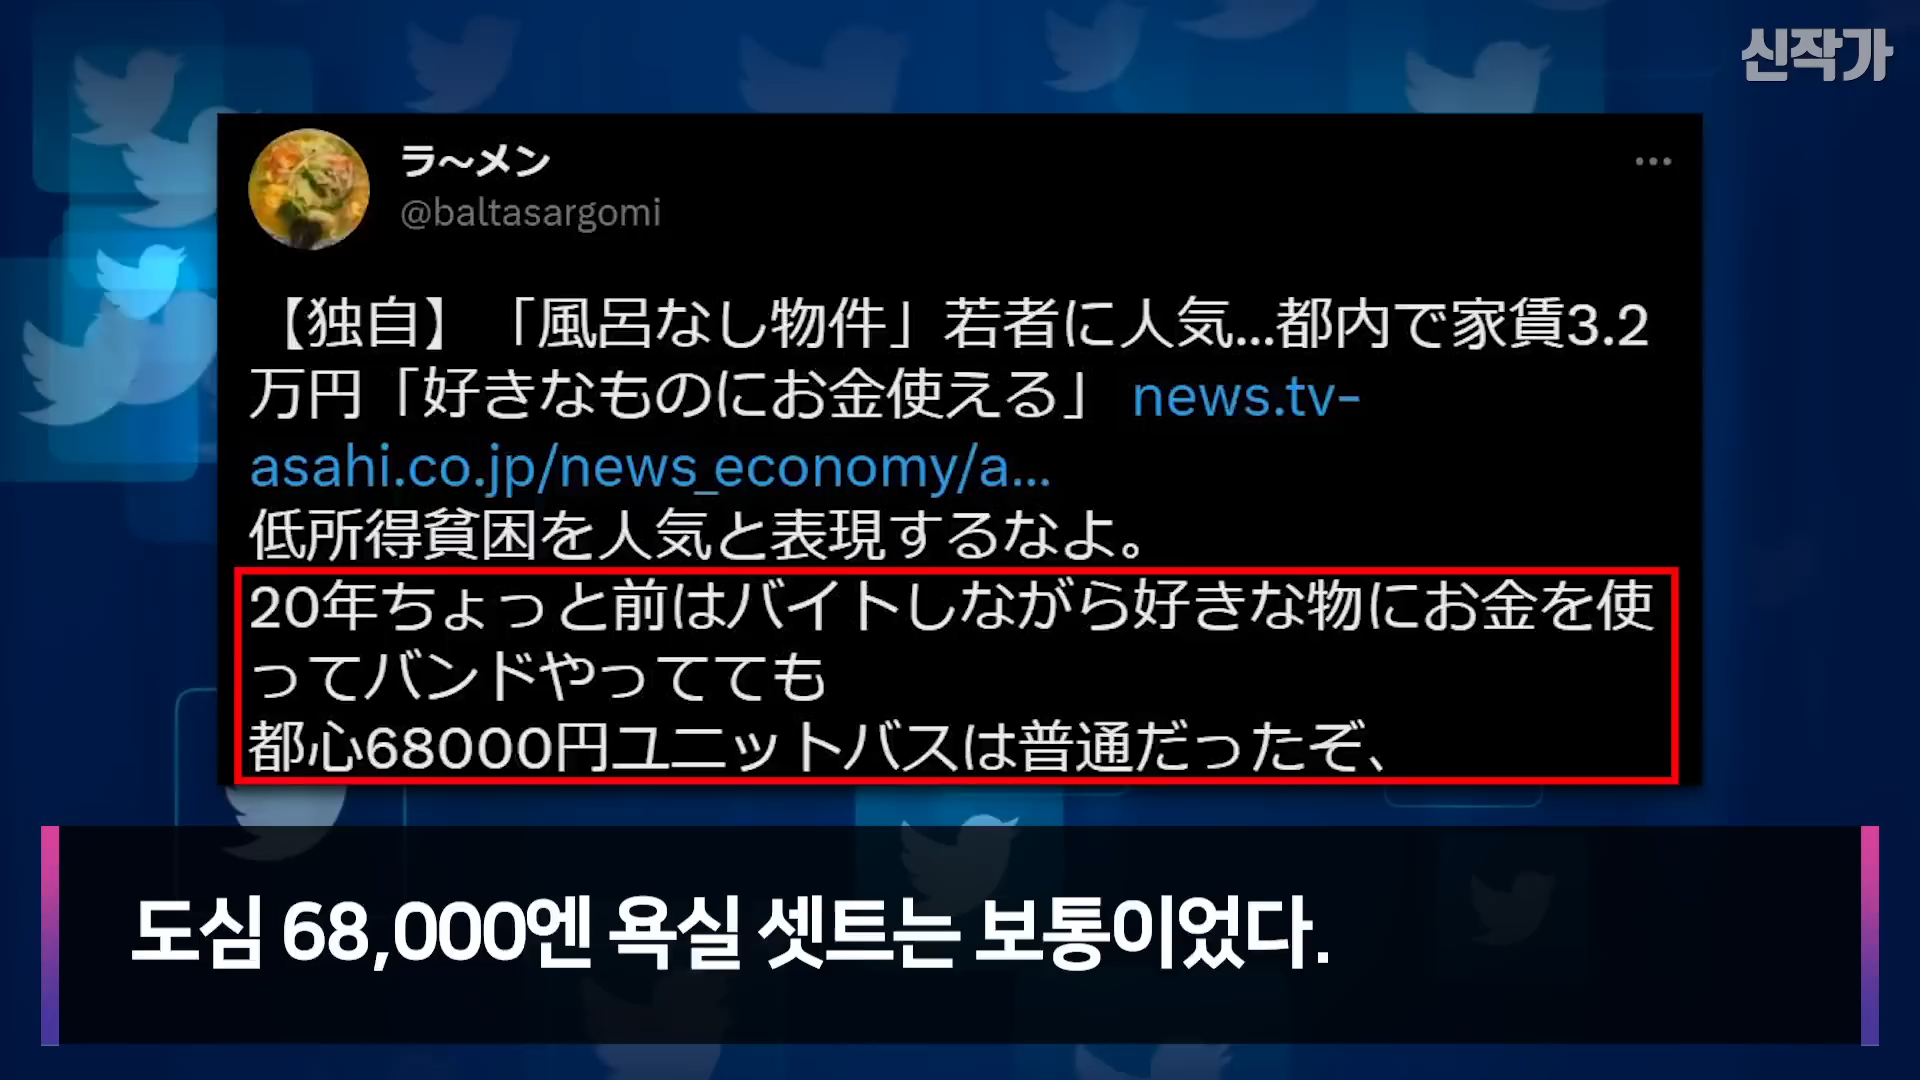 신작가
ラ～メン
@baltasargomi
【独自】「風呂なし物件」若者に人気...都内で家賃3.2
万円「好きなものにお金使える」 news.tv-
asahi.co.jp/news_economy/a...
低所得貧困を人気と表現するなよ。
20年ちょっと前はバイトしながら好きな物にお金を使
ってバンドやってても
都心68000円ユニットバスは普通だったぞ、
도심 68,000엔 욕실 셋트는 보통이었다.